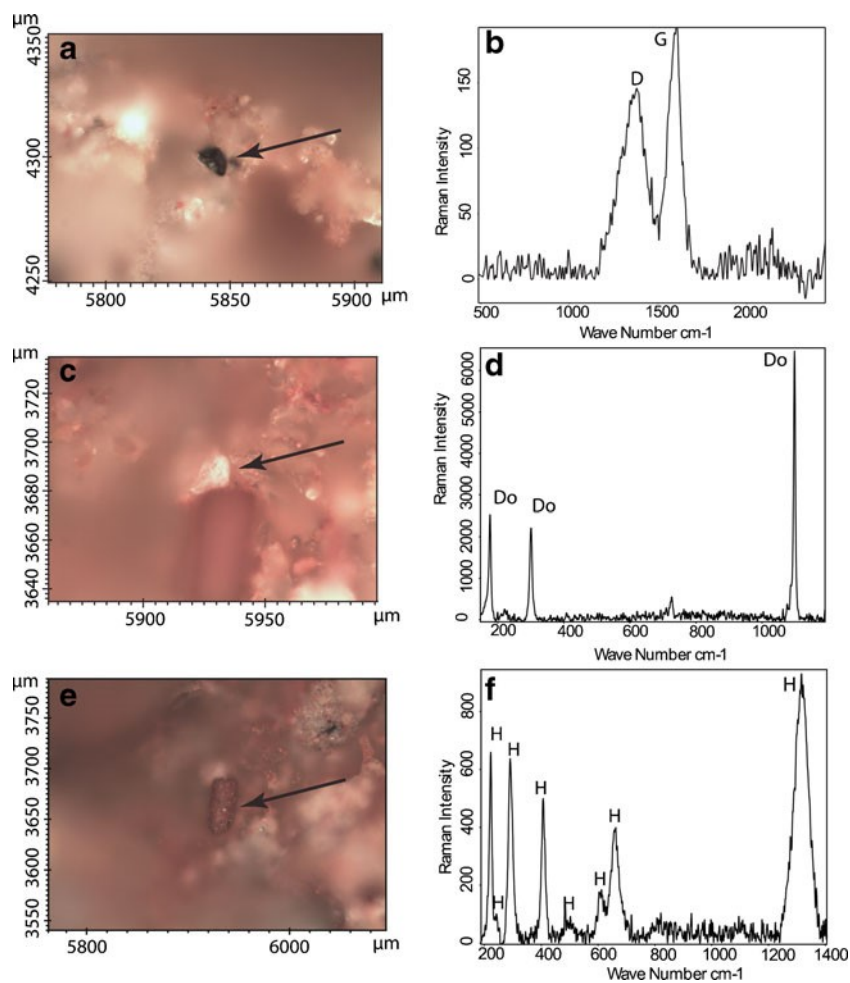 µm
a
4350
4300
4250
5800 5850 5900 µm
b
D G
Raman Intensity
0 50 100 150
500 1000 1500 2000
Wave Number cm-1
µm
c
3720
3700
3680
3660
3640
5900 5950 µm
d
Do Do Do
Raman Intensity
0 1000 2000 3000 4000 5000 6000
200 400 600 800 1000
Wave Number cm-1
µm
e
3750
3700
3650
3600
3550
5800 6000 µm
f
H H H H H H H H
Raman Intensity
0 200 400 600 800
200 400 600 800 1000 1200 1400
Wave Number cm-1